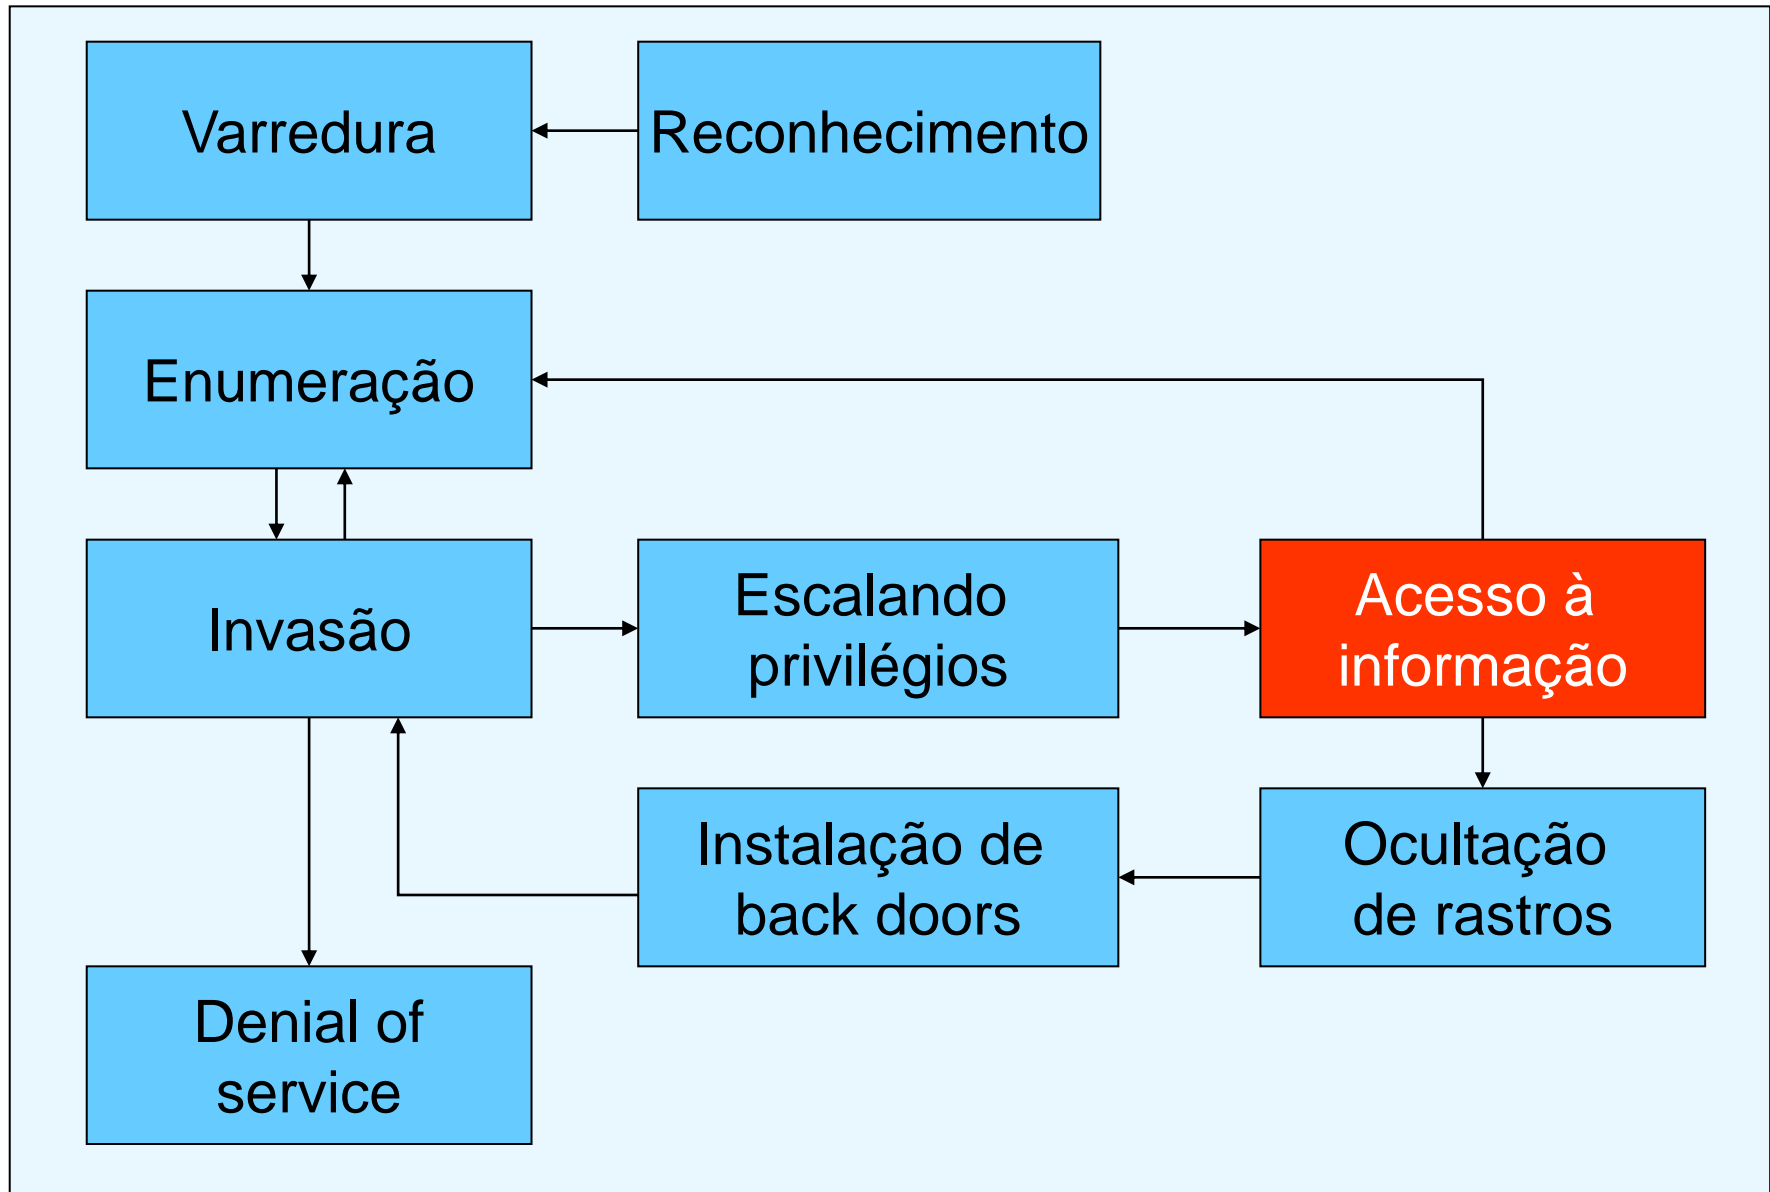 Varredura
Reconhecimento
Enumeração
Invasão
Escalando
privilégios
Acesso à
informação
Instalação de
back doors
Ocultação
de rastros
Denial of
service